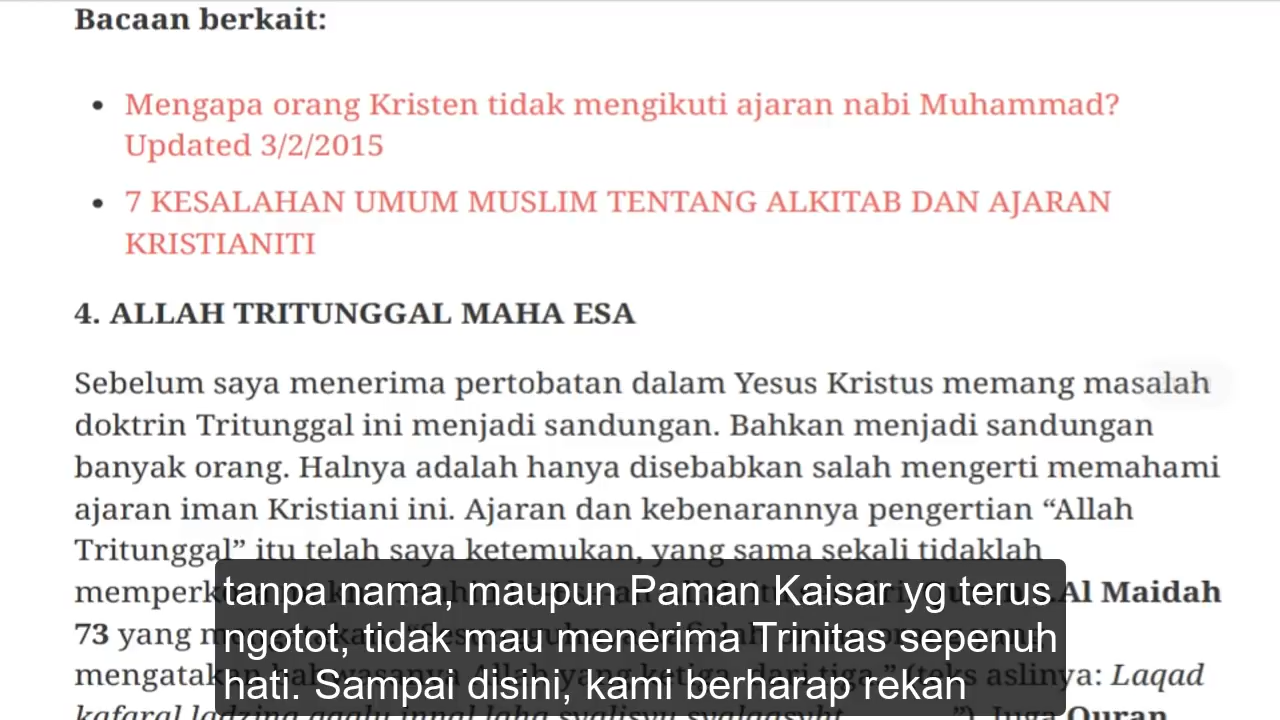 Bacaan berkait:
• Mengapa orang Kristen tidak mengikuti ajaran nabi Muhammad?
Updated 3/2/2015
• 7 KESALAHAN UMUM MUSLIM TENTANG ALKITAB DAN AJARAN
KRISTIANITI
4. ALLAH TRITUNGGAL MAHA ESA
Sebelum saya menerima pertobatan dalam Yesus Kristus memang masalah
doktrin Tritunggal ini menjadi sandungan. Bahkan menjadi sandungan
banyak orang. Halnya adalah hanya disebabkan salah mengerti memahami
ajaran iman Kristiani ini. Ajaran dan kebenarannya pengertian “Allah
Tritunggal” itu telah saya ketemukan, yang sama sekali tidaklah
Al Maidah
73 yang
aslinya: Laqad
Quran
tanpa nama, maupun Paman Kaisar yg terus
ngotot, tidak mau menerima Trinitas sepenuh
hati. Sampai disini, kami berharap rekan